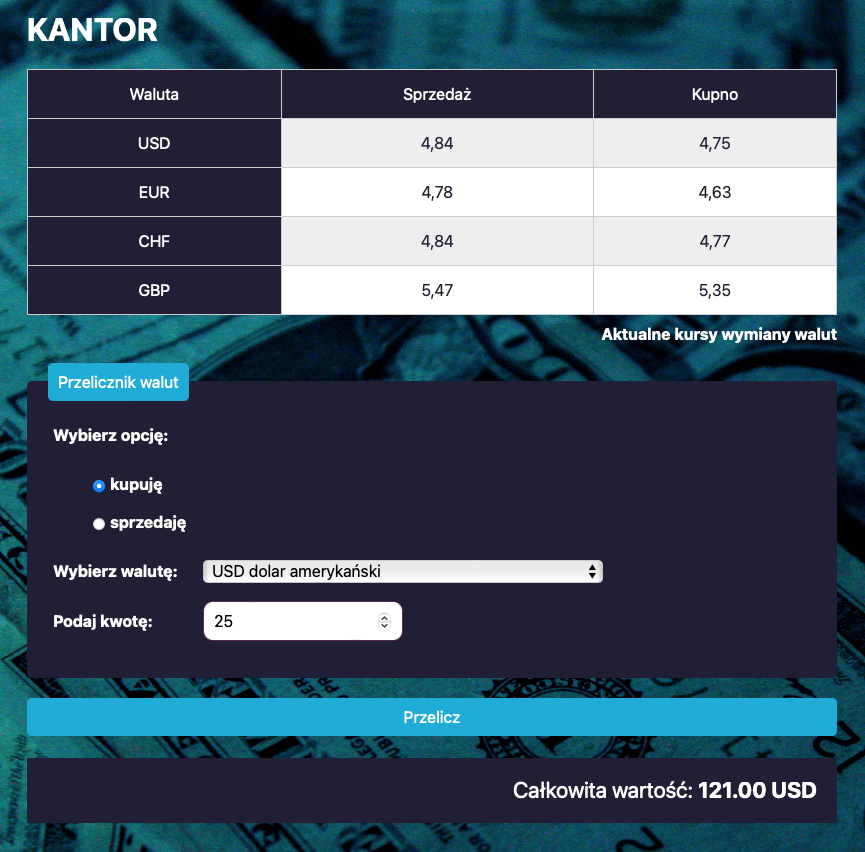 KANTOR
Waluta Sprzedaż Kupno
USD 4,84 4,75
EUR 4,78 4,63
CHF 4,84 4,77
GBP 5,47 5,35
Aktualne kursy wymiany walut
Przelicznik walut
Wybierz opcję:
kupuję
sprzedaję
Wybierz walutę: USD dolar amerykański
Podaj kwotę: 25
Przelicz
Całkowita wartość: 121.00 USD